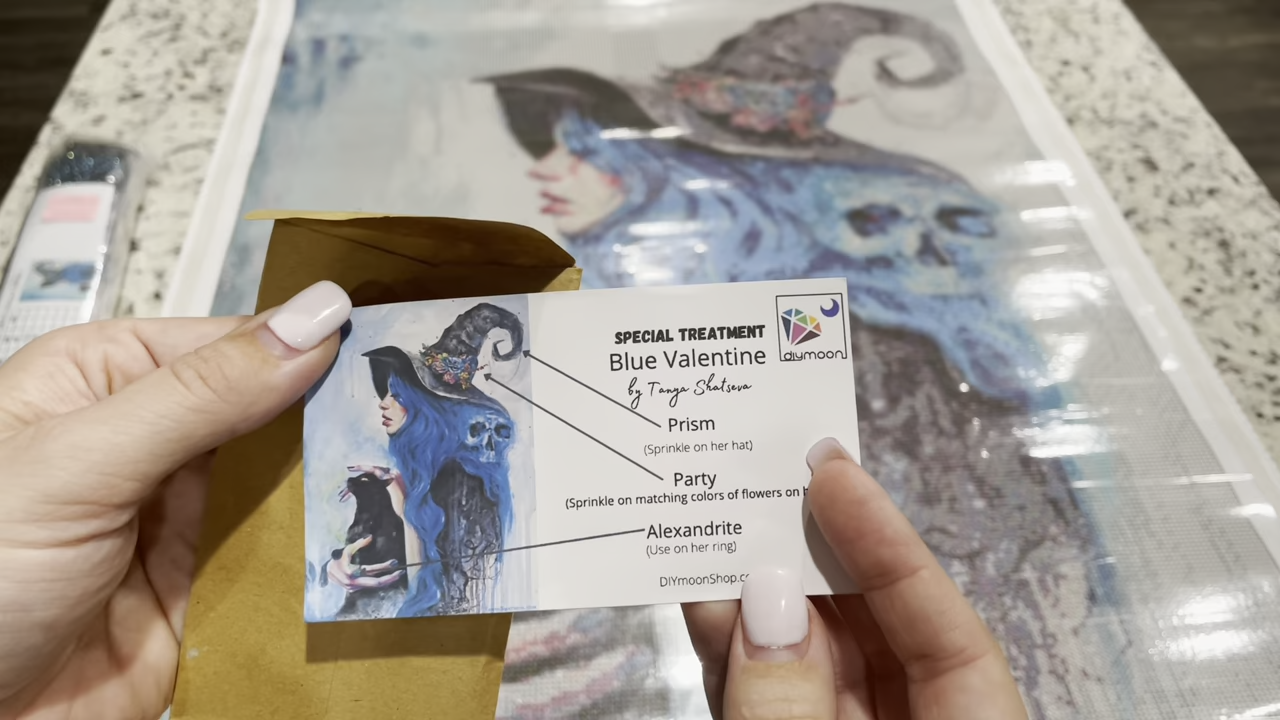 SPECIAL TREATMENT
Blue Valentine
by Tanya Shatseva
diymoon
Prism
(Sprinkle on her hat)
Party
(Sprinkle on matching colors of flowers on
Alexandrite
(Use on her ring)
DIYmoonShop.c